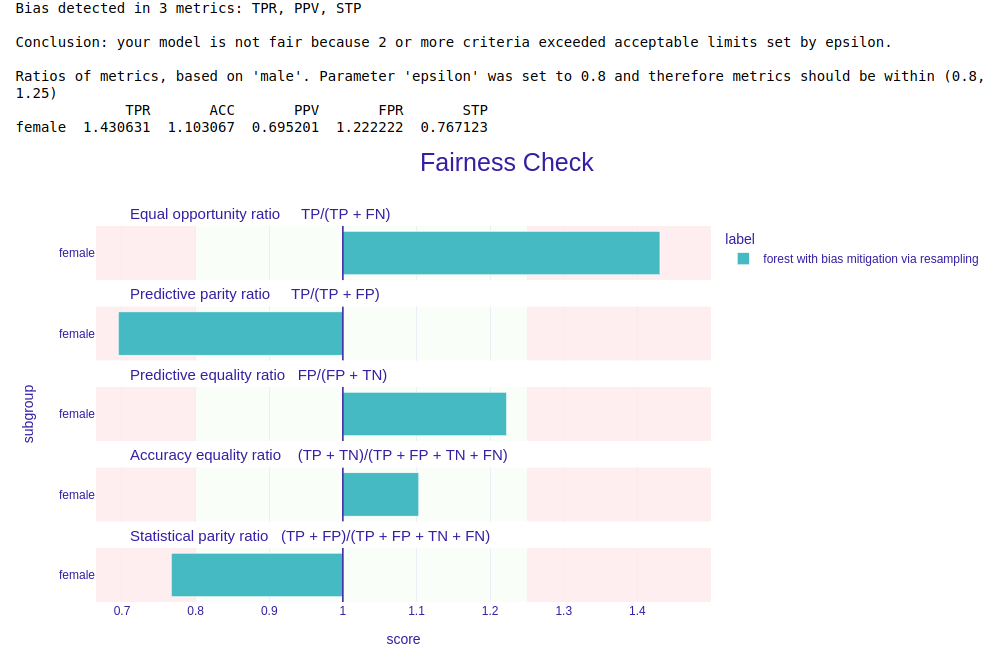 Bias detected in 3 metrics: TPR, PPV, STP
Conclusion: your model is not fair because 2 or more criteria exceeded acceptable limits set by epsilon.
Ratios of metrics, based on 'male'. Parameter 'epsilon' was set to 0.8 and therefore metrics should be within (0.8,
1.25)
TPR ACC PPV FPR STP
female 1.430631 1.103067 0.695201 1.222222 0.767123
Fairness Check
Equal opportunity ratio TP/(TP + FN)
female
Predictive parity ratio TP/(TP + FP)
female
Predictive equality ratio FP/(FP + TN)
female
Accuracy equality ratio (TP + TN)/(TP + FP + TN + FN)
female
Statistical parity ratio (TP + FP)/(TP + FP + TN + FN)
female
0.7 0.8 0.9 1 1.1 1.2 1.3 1.4
score
subgroup
label
forest with bias mitigation via resampling